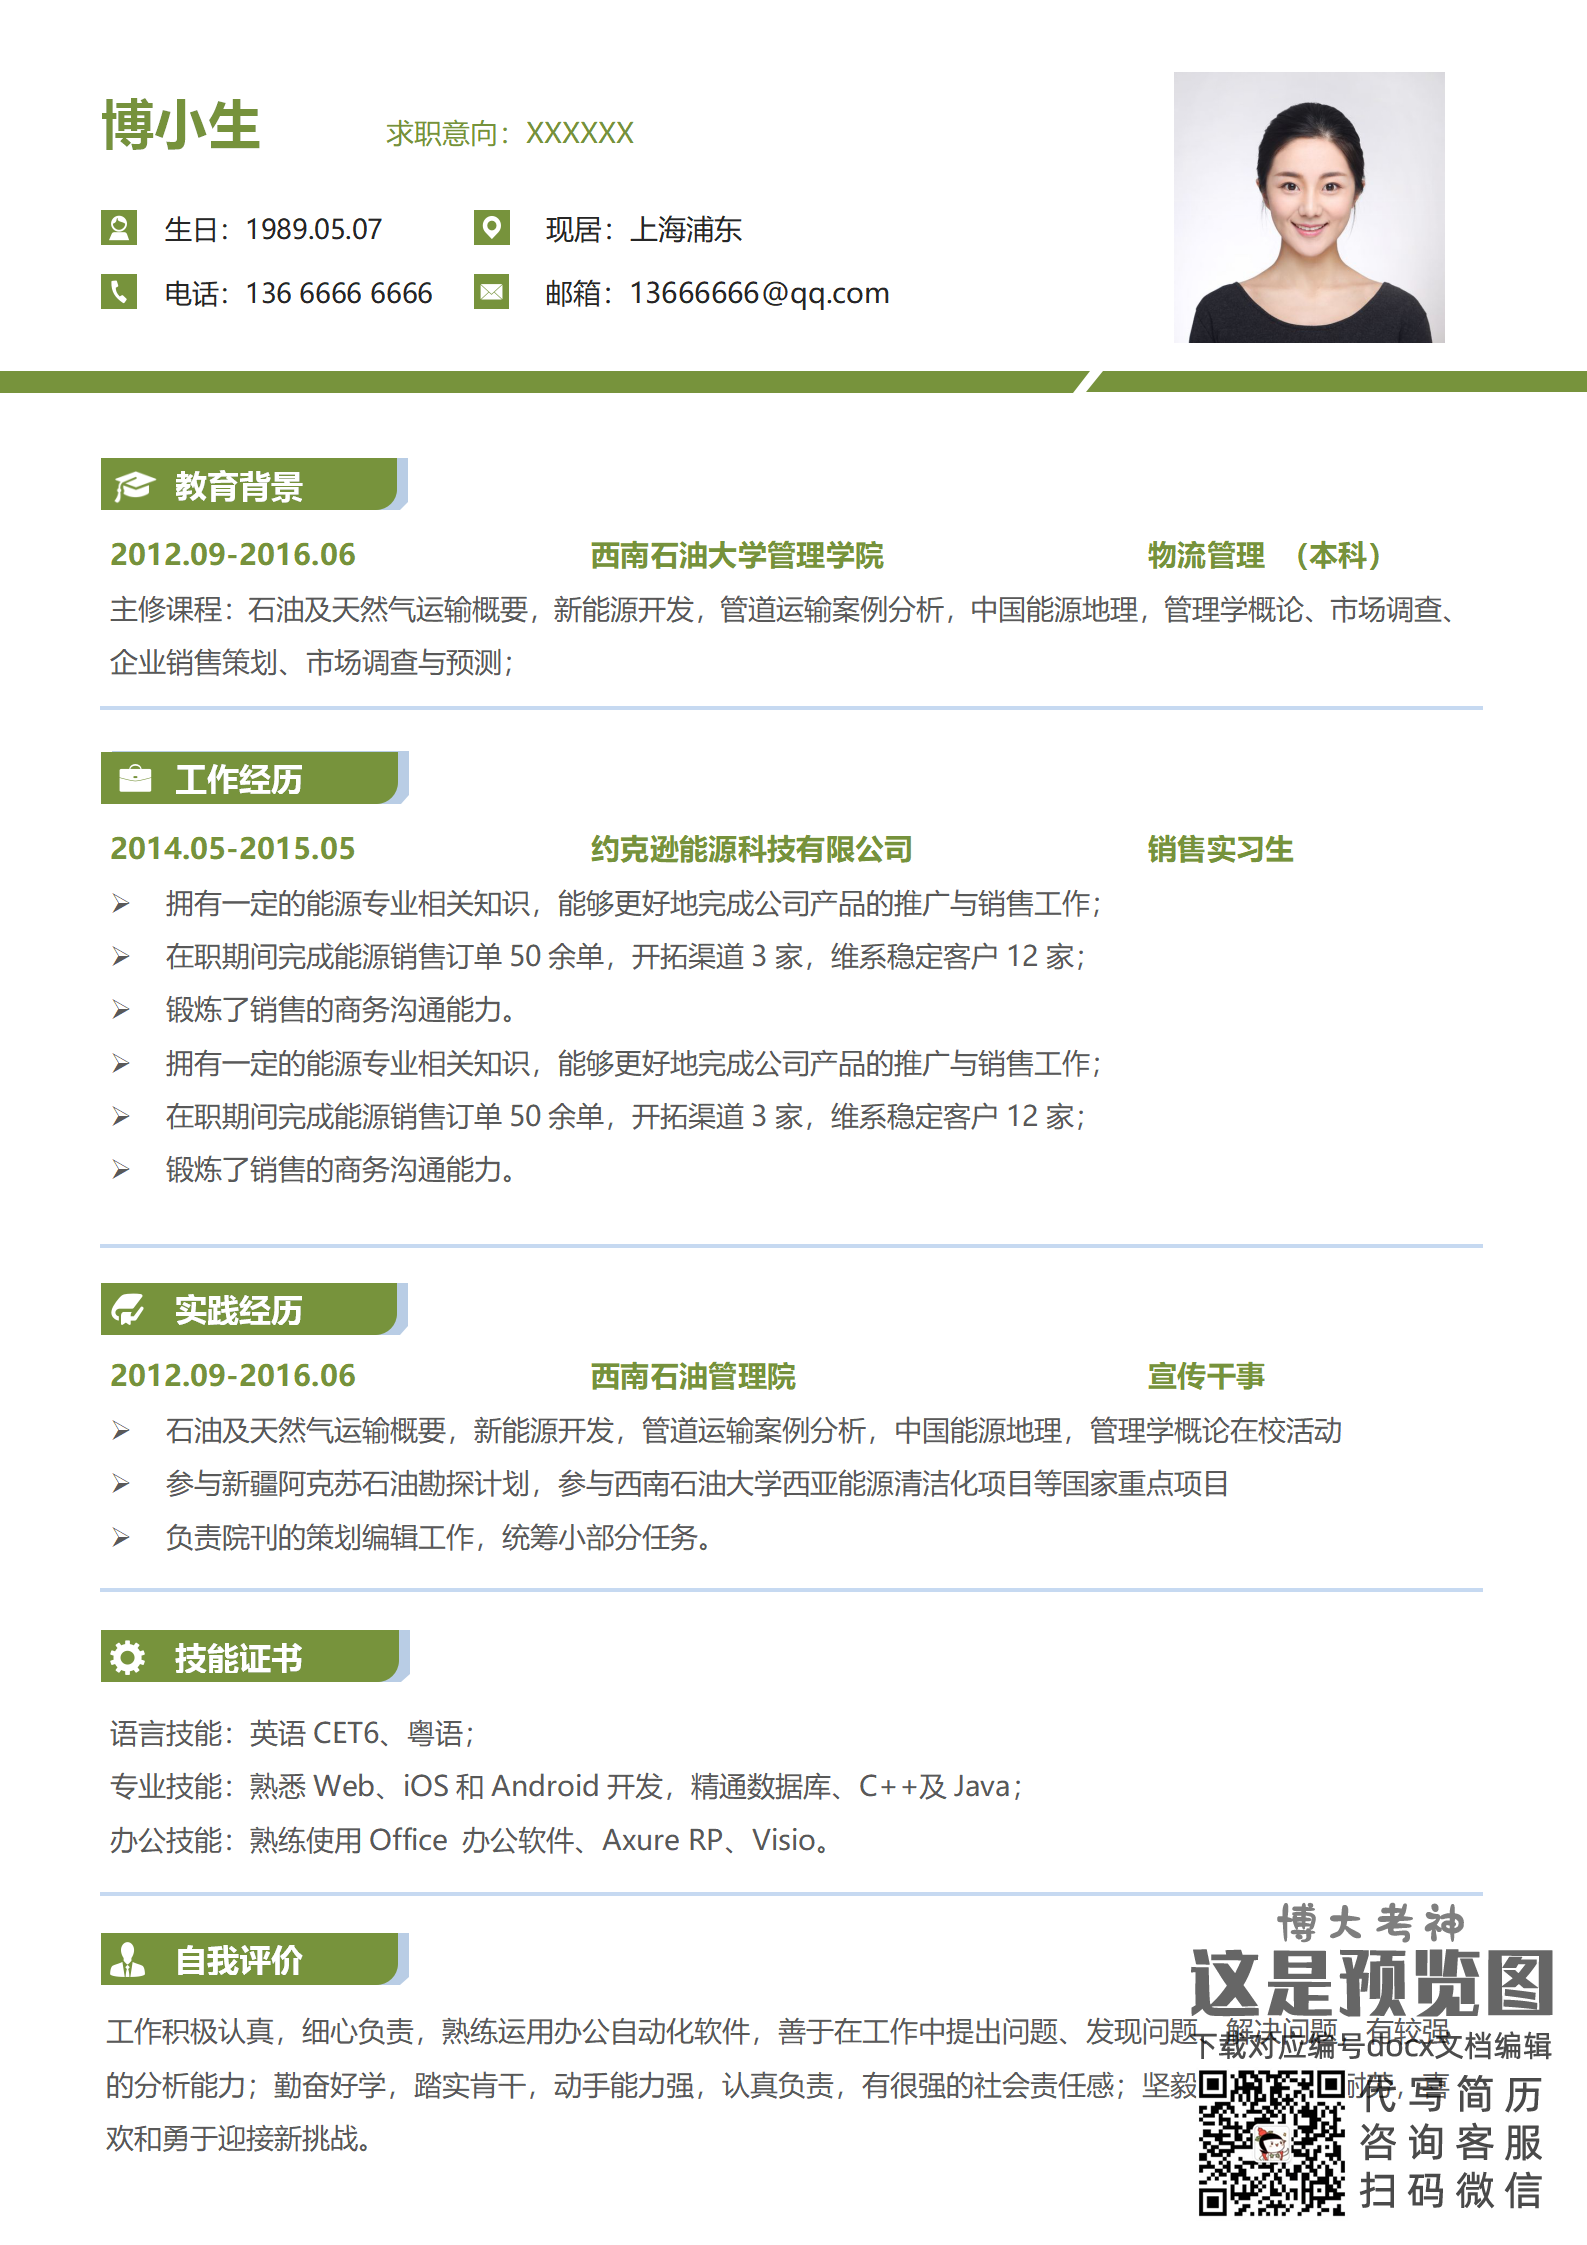 博小生
求职意向：XXXXXX
生日：1989.05.07
现居：上海浦东
电话：136 6666 6666
邮箱：13666666@qq.com
教育背景
2012.09-2016.06 西南石油大学管理学院 物流管理 （本科）
主修课程：石油及天然气运输概要，新能源开发，管道运输案例分析，中国能源地理，管理学概论、市场调查、
企业销售策划、市场调查与预测；
工作经历
2014.05-2015.05 约克逊能源科技有限公司 销售实习生
拥有一定的能源专业相关知识，能够更好地完成公司产品的推广与销售工作；
在职期间完成能源销售订单 50 余单，开拓渠道 3 家，维系稳定客户 12 家；
锻炼了销售的商务沟通能力。
拥有一定的能源专业相关知识，能够更好地完成公司产品的推广与销售工作；
在职期间完成能源销售订单 50 余单，开拓渠道 3 家，维系稳定客户 12 家；
锻炼了销售的商务沟通能力。
实践经历
2012.09-2016.06 西南石油管理院 宣传干事
石油及天然气运输概要，新能源开发，管道运输案例分析，中国能源地理，管理学概论在校活动
参与新疆阿克苏石油勘探计划，参与西南石油大学西亚能源清洁化项目等国家重点项目
负责院刊的策划编辑工作，统筹小部分任务。
技能证书
语言技能：英语 CET6、粤语；
专业技能：熟悉 Web、iOS 和 Android 开发，精通数据库、C++及 Java；
办公技能：熟练使用 Office 办公软件、Axure RP、Visio。
自我评价
工作积极认真，细心负责，熟练运用办公自动化软件，善于在工作中提出问题、发现问题、解决问题，有较强
的分析能力；勤奋好学，踏实肯干，动手能力强，认真负责，有很强的社会责任感；坚毅
欢和勇于迎接新挑战。
博大考神
这是预览图
下载对应编号docx文档编辑
代写简历
咨询客服
扫码微信